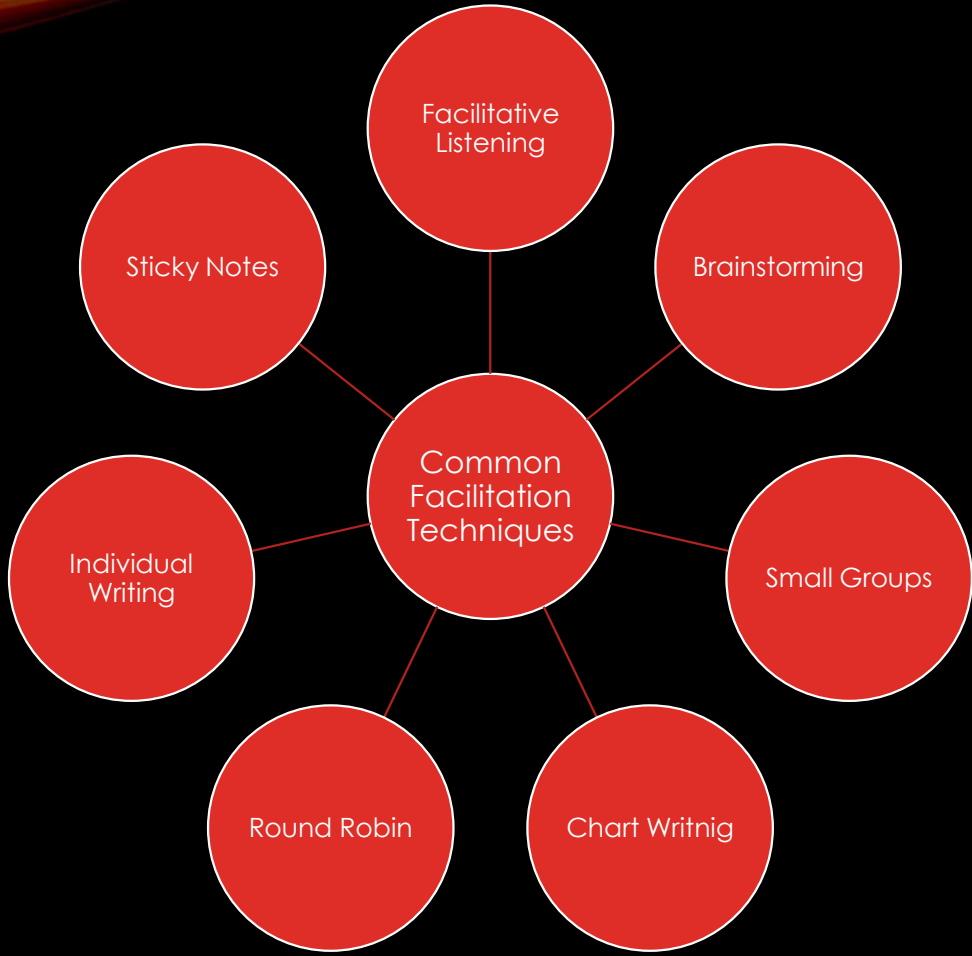 Facilitative
Listening
Brainstorming
Small Groups
Chart Writnig
Round Robin
Individual
Writing
Sticky Notes
Common
Facilitation
Techniques